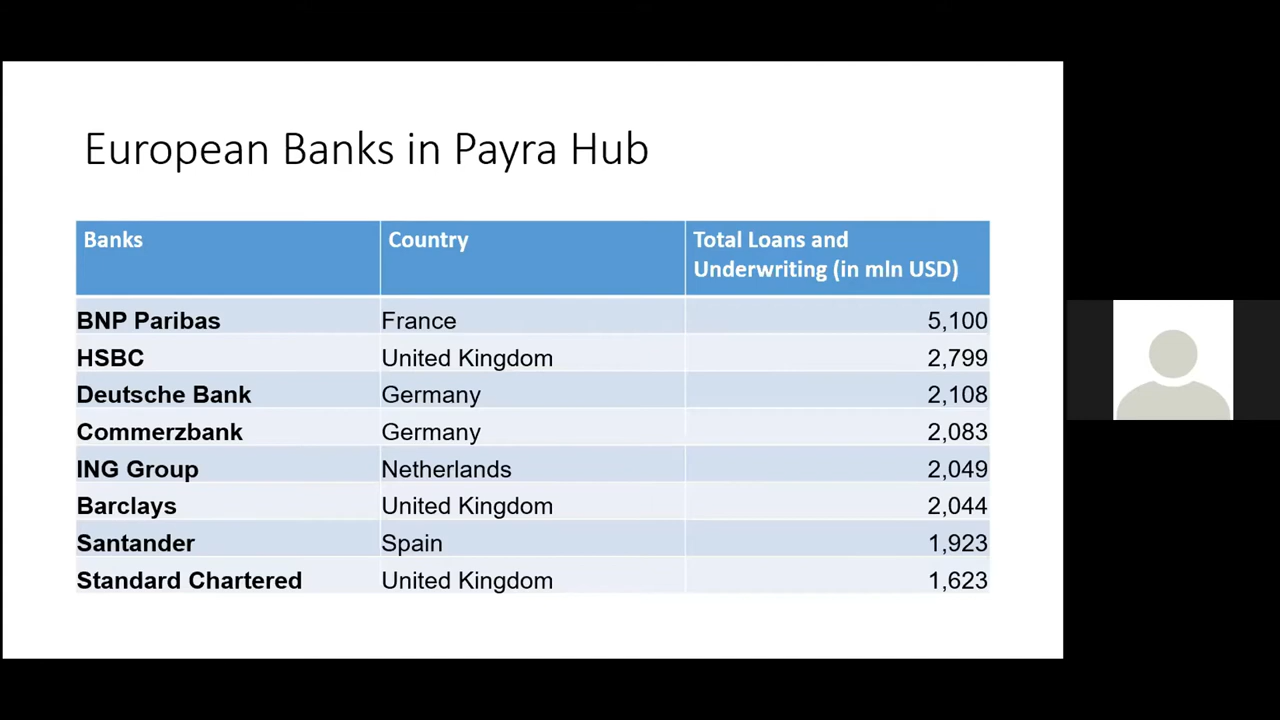 European Banks in Payra Hub
Banks Country Total Loans and
Underwriting (in mln USD)
BNP Paribas France 5,100
HSBC United Kingdom 2,799
Deutsche Bank Germany 2,108
Commerzbank Germany 2,083
ING Group Netherlands 2,049
Barclays United Kingdom 2,044
Santander Spain 1,923
Standard Chartered United Kingdom 1,623